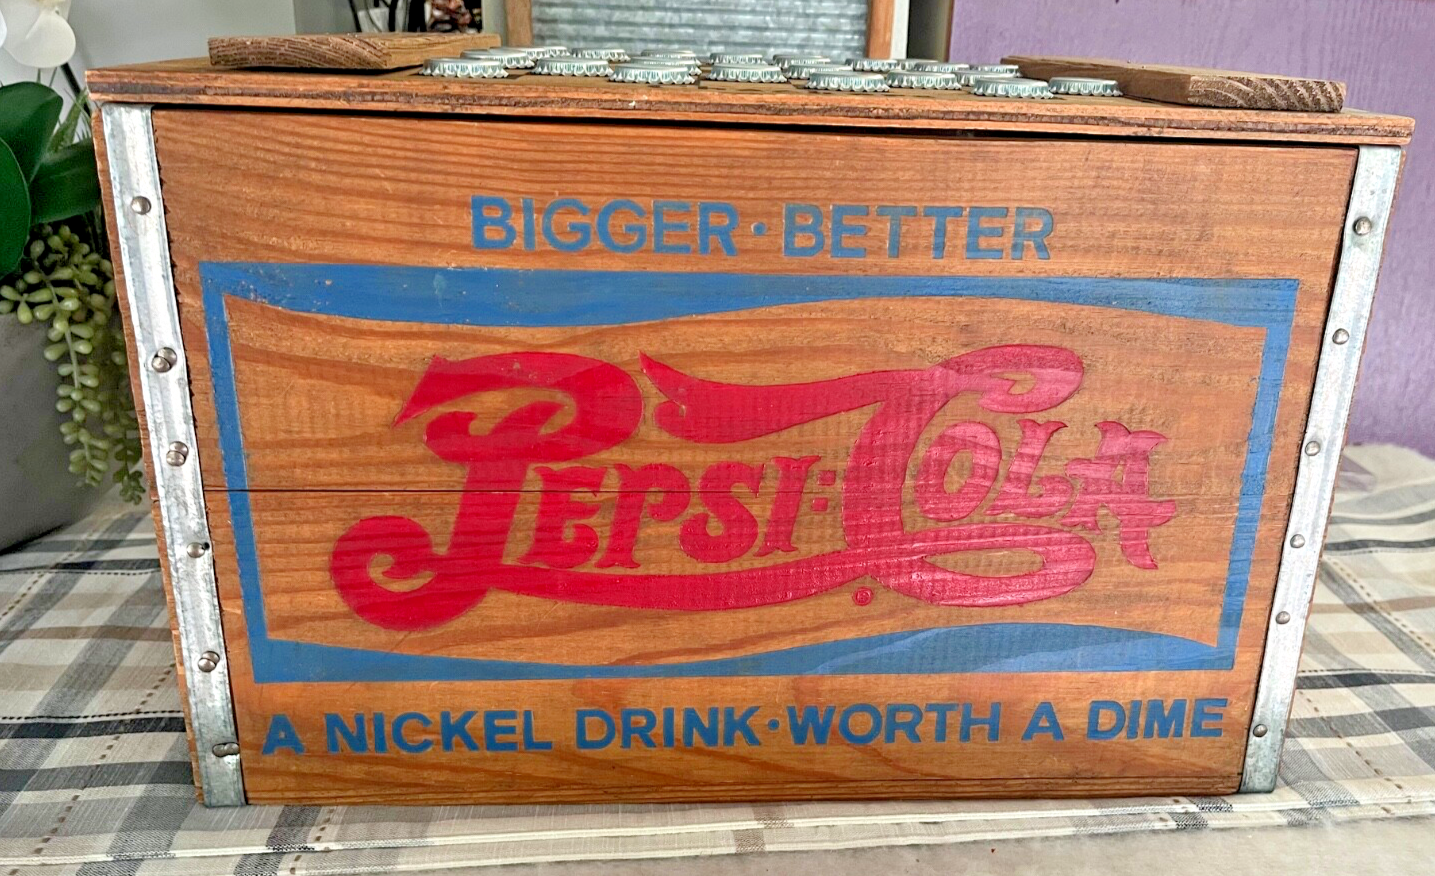 BIGGER·BETTER
PEPSI:COLA
®
A NICKEL DRINK·WORTH A DIME